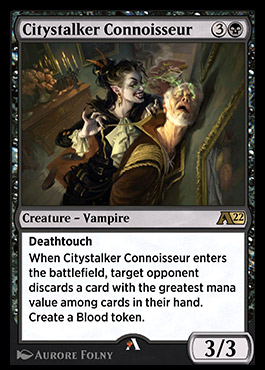 Citystalker Connoisseur 3
Creature – Vampire
A22
Deathtouch
When Citystalker Connoisseur enters
the battlefield, target opponent
discards a card with the greatest mana
value among cards in their hand.
Create a Blood token.
Aurore Folny
3/3